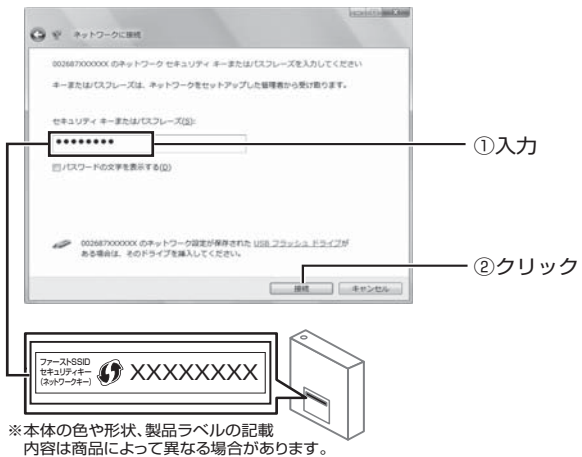 ネットワークに接続
002687XXXXXX のネットワーク セキュリティ キーまたはパスフレーズを入力してください
キーまたはパスフレーズは、ネットワークをセットアップした管理者から受け取ります。
セキュリティ キーまたはパスフレーズ(S):
●●●●●●●●
①入力
パスワードの文字を表示する(D)
002687XXXXXX のネットワーク設定が保存された USB フラッシュ ドライブが
ある場合は、そのドライブを挿入してください。
②クリック
接続 キャンセル
ファーストSSID
セキュリティキー
(ネットワークキー)
XXXXXXXX
※本体の色や形状、製品ラベルの記載
内容は商品によって異なる場合があります。